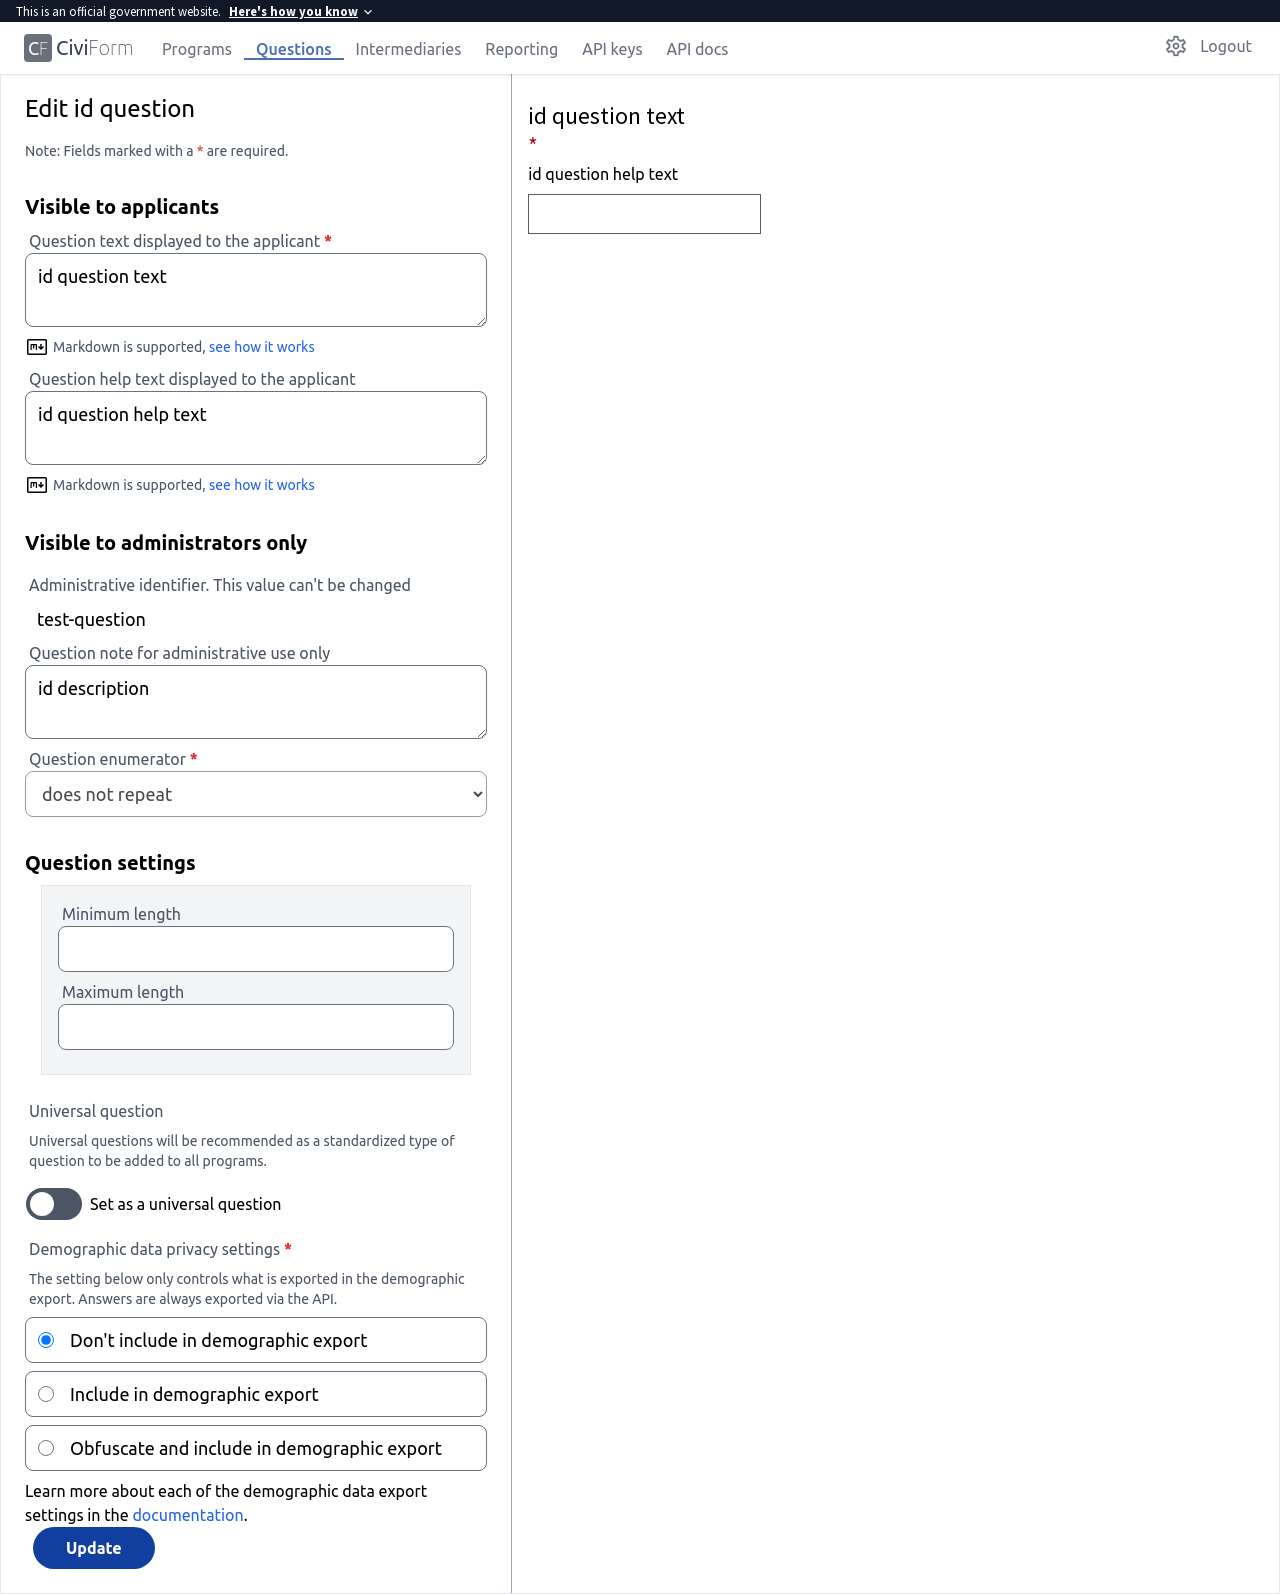 This is an official government website. Here's how you know
CF CiviForm Programs Questions Intermediaries Reporting API keys API docs Logout
Edit id question
Note: Fields marked with a * are required.
Visible to applicants
Question text displayed to the applicant *
id question text
Markdown is supported, see how it works
Question help text displayed to the applicant
id question help text
Markdown is supported, see how it works
Visible to administrators only
Administrative identifier. This value can't be changed
test-question
Question note for administrative use only
id description
Question enumerator *
does not repeat
Question settings
Minimum length
Maximum length
Universal question
Universal questions will be recommended as a standardized type of
question to be added to all programs.
Set as a universal question
Demographic data privacy settings *
The setting below only controls what is exported in the demographic
export. Answers are always exported via the API.
Don't include in demographic export
Include in demographic export
Obfuscate and include in demographic export
Learn more about each of the demographic data export
settings in the documentation.
Update
id question text
*
id question help text